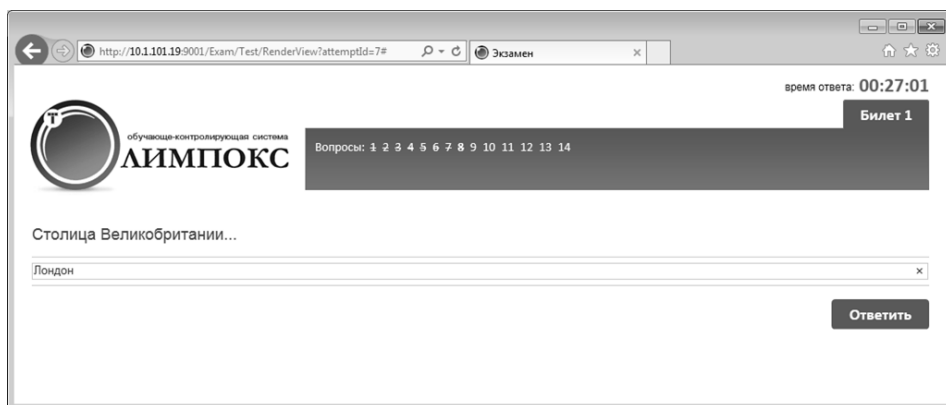 http://10.1.101.19:9001/Exam/Test/RenderView?attemptId=7#
Экзамен
время ответа: 00:27:01
Билет 1
Т
обучающе-контролирующая система
ЛИМПОКС
Вопросы: 1 2 3 4 5 6 7 8 9 10 11 12 13 14
Столица Великобритании...
Лондон
Ответить